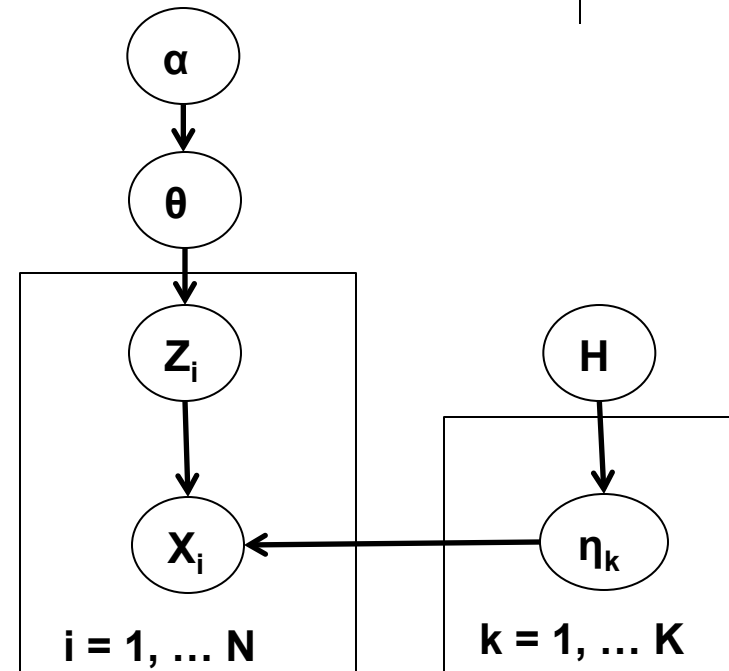 α
θ
Zᵢ
H
Xᵢ
ηₖ
i = 1, … N
k = 1, … K